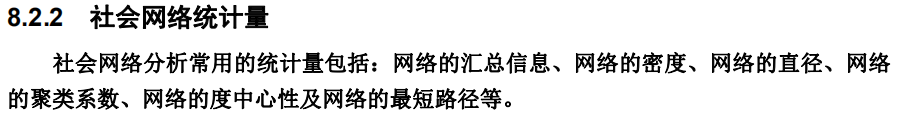 8.2.2 社会网络统计量
社会网络分析常用的统计量包括：网络的汇总信息、网络的密度、网络的直径、网络
的聚类系数、网络的度中心性及网络的最短路径等。